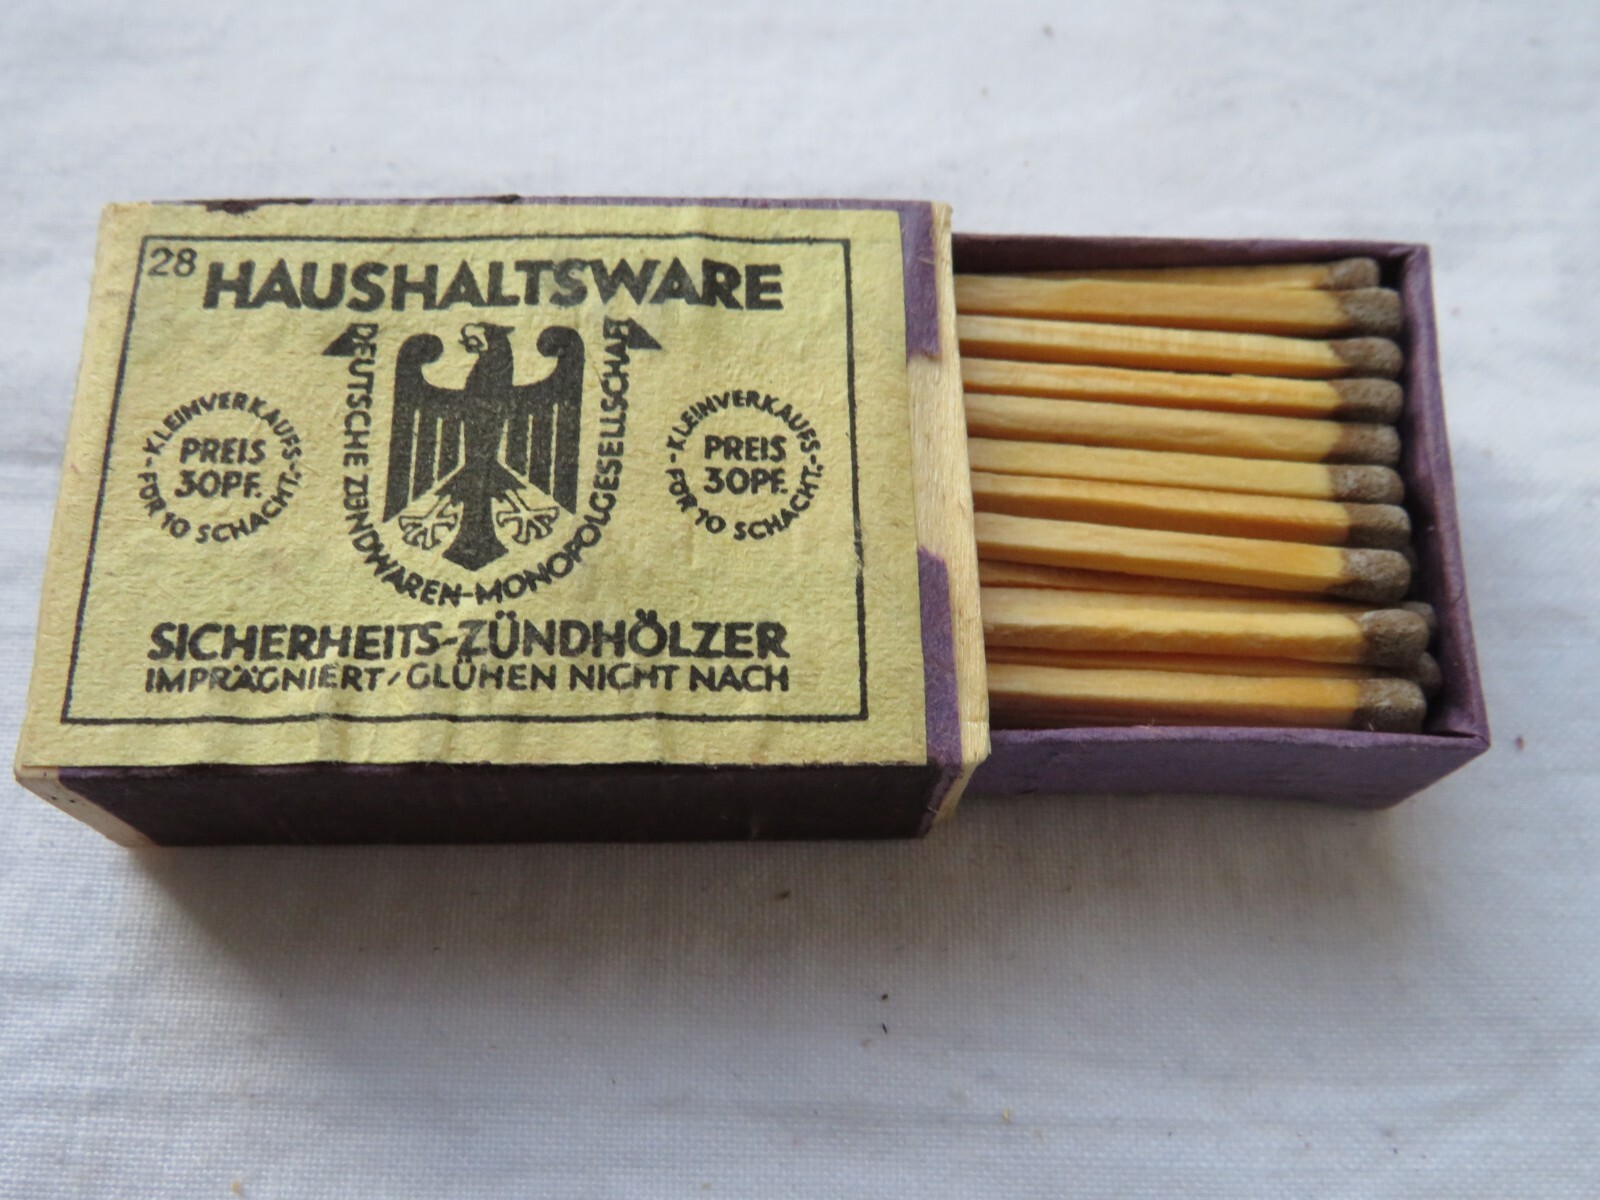 28
HAUSHALTSWARE
DEUTSCHE ZÜNDWAREN-MONOPOLGESELLSCHAFT
-KLEINVERKAUFS-
PREIS
30PF.
FÜR 10 SCHACHT.-
-KLEINVERKAUFS-
PREIS
30PF.
FÜR 10 SCHACHT.-
SICHERHEITS-ZÜNDHÖLZER
IMPRÄGNIERT/GLÜHEN NICHT NACH